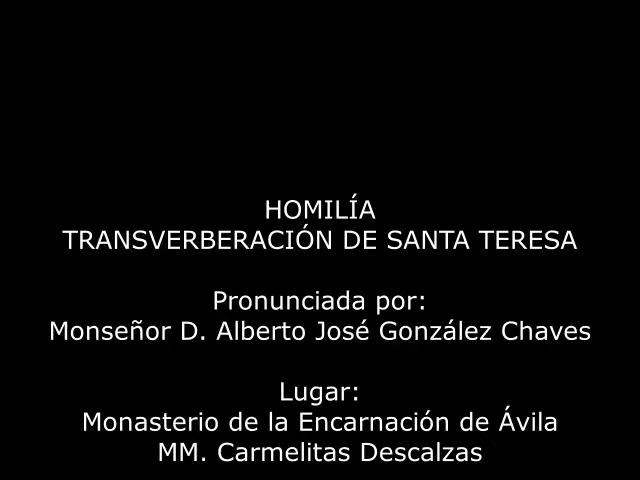 HOMILÍA
TRANSVERBERACIÓN DE SANTA TERESA
Pronunciada por:
Monseñor D. Alberto José González Chaves
Lugar:
Monasterio de la Encarnación de Ávila
MM. Carmelitas Descalzas